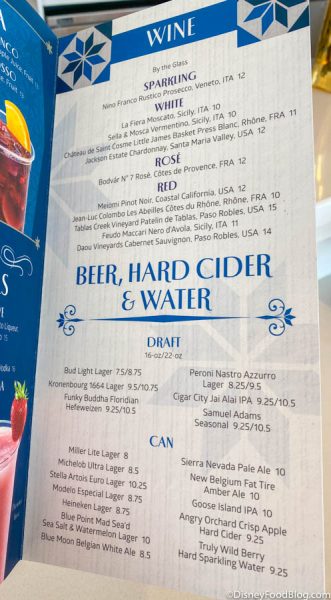 A
NCO
uice, Fruit 11
OSSO
Fruit 13
S
PE
o Liqueur,
o 15
Vodka 16
A
WINE
By the Glass
SPARKLING
Nino Franco Rustico Prosecco, Veneto, ITA 12
WHITE
La Fiera Moscato, Sicily, ITA 10
Sella & Mosca Vermentino, Sicily, ITA 10
Château de Saint Cosme Little James Basket Press Blanc, Rhône, FRA 11
Jackson Estate Chardonnay, Santa Maria Valley, USA 12
ROSÉ
Bodvár N° 7 Rosé, Côtes de Provence, FRA 12
RED
Meiomi Pinot Noir, Coastal California, USA 12
Jean-Luc Colombo Les Abeilles Côtes du Rhône, Rhône, FRA 10
Tablas Creek Vineyard Patelin de Tablas, Paso Robles, USA 15
Feudo Maccari Nero d'Avola, Sicily, ITA 11
Daou Vineyards Cabernet Sauvignon, Paso Robles, USA 14
BEER, HARD CIDER
& WATER
DRAFT
16-oz/22-oz
Bud Light Lager 7.5/8.75
Kronenbourg 1664 Lager 9.5/10.75
Funky Buddha Floridian
Hefeweizen 9.25/10.5
Peroni Nastro Azzurro
Lager 8.25/9.5
Cigar City Jai Alai IPA 9.25/10.5
Samuel Adams
Seasonal 9.25/10.5
CAN
Miller Lite Lager 8
Michelob Ultra Lager 8.5
Stella Artois Euro Lager 10.25
Modelo Especial Lager 8.75
Heineken Lager 8.75
Blue Point Mad Sea'd
Sea Salt & Watermelon Lager 10
Blue Moon Belgian White Ale 8.5
Sierra Nevada Pale Ale 10
New Belgium Fat Tire
Amber Ale 10
Goose Island IPA 10
Angry Orchard Crisp Apple
Hard Cider 9.25
Truly Wild Berry
Hard Sparkling Water 9.25
©DisneyFoodBlog.com